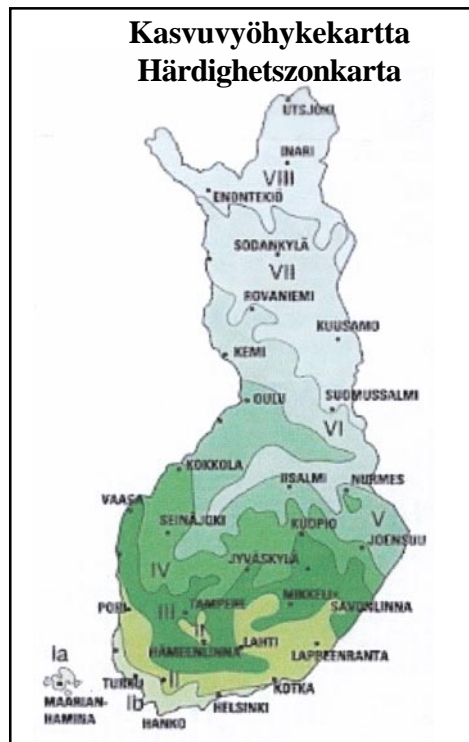 Kasvuvyöhykekartta
Härdighetszonkarta
UTSJOKI
INARI
VIII
ENONTEKIÖ
SODANKYLÄ
VII
ROVANIEMI
KUUSAMO
KEMI
SUOMUSSALMI
OULU
VI
KOKKOLA
IISALMI
NURMES
VAASA
SEINÄJOKI
KUOPIO
V
JOENSUU
IV
JYVÄSKYLÄ
MIKKELI
PORI
III
TAMPERE
SAVONLINNA
II
LAHTI
HÄMEENLINNA
LAPPEENRANTA
Ia
TURKU
II
KOTKA
MAARIAN-
HAMINA
Ib
HELSINKI
HANKO